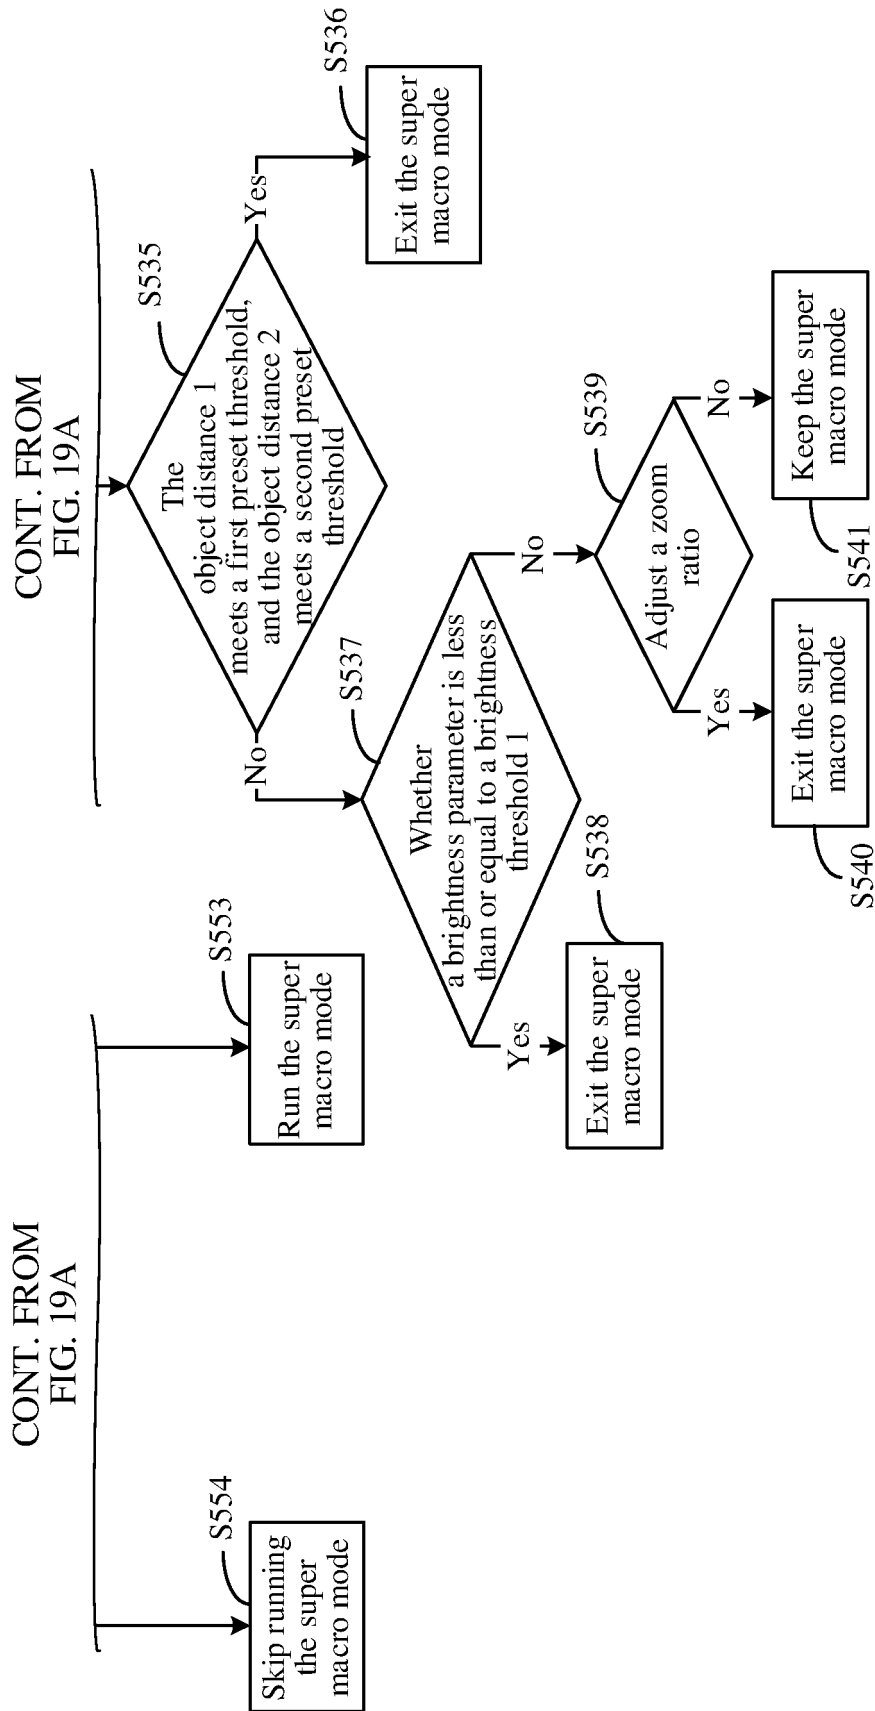 CONT. FROM
FIG. 19A
S554
Skip running
the super
macro mode
S553
Run the super
macro mode
CONT. FROM
FIG. 19A
S535
The
object distance 1
meets a first preset threshold,
and the object distance 2
meets a second preset
threshold
Yes
S536
Exit the super
macro mode
No
S537
Whether
a brightness parameter is less
than or equal to a brightness
threshold 1
Yes
S538
Exit the super
macro mode
No
S539
Adjust a zoom
ratio
Yes
Exit the super
macro mode
S540
No
Keep the super
macro mode
S541